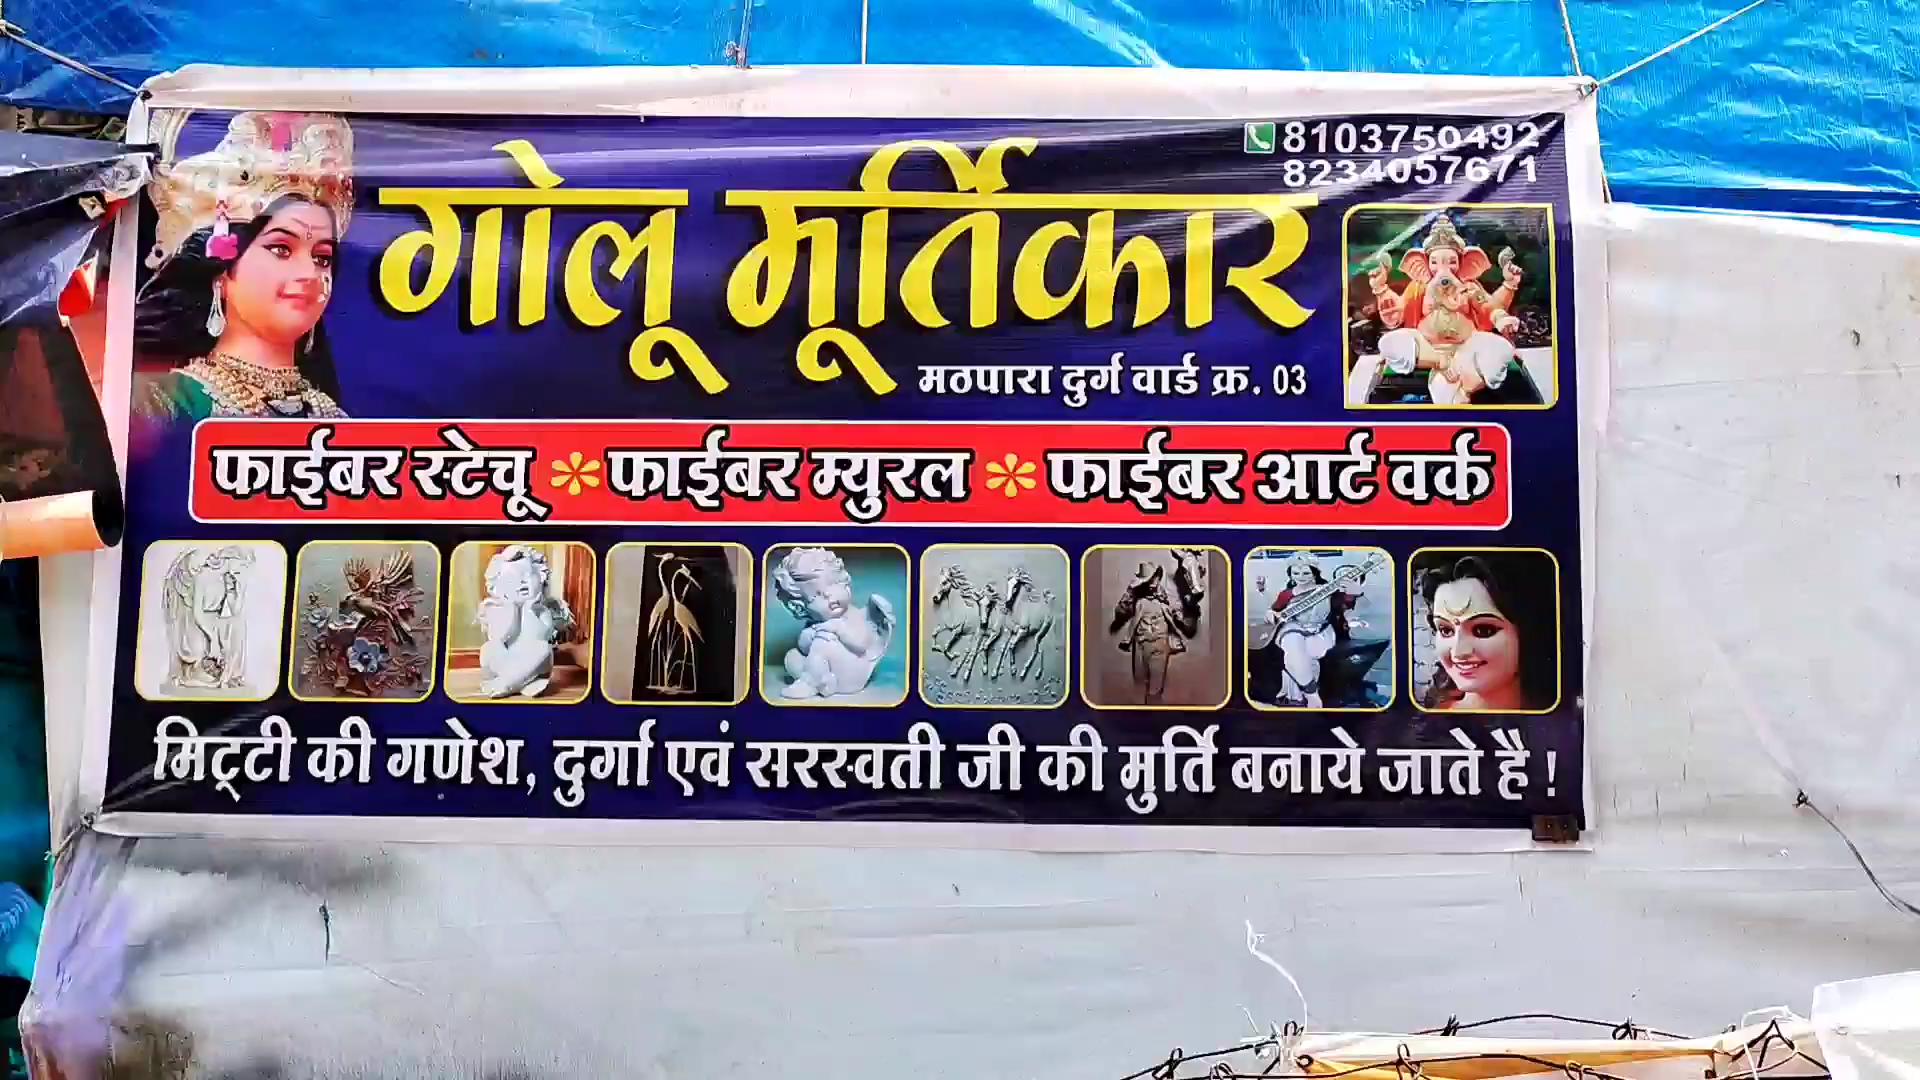 8103750492
8234057671
गोलू मूर्तिकार
मठपारा दुर्ग वार्ड क्र. 03
फाईबर स्टेचू * फाईबर म्युरल * फाईबर आर्ट वर्क
मिट्टी की गणेश, दुर्गा एवं सरस्वती जी की मुर्ति बनाये जाते है !